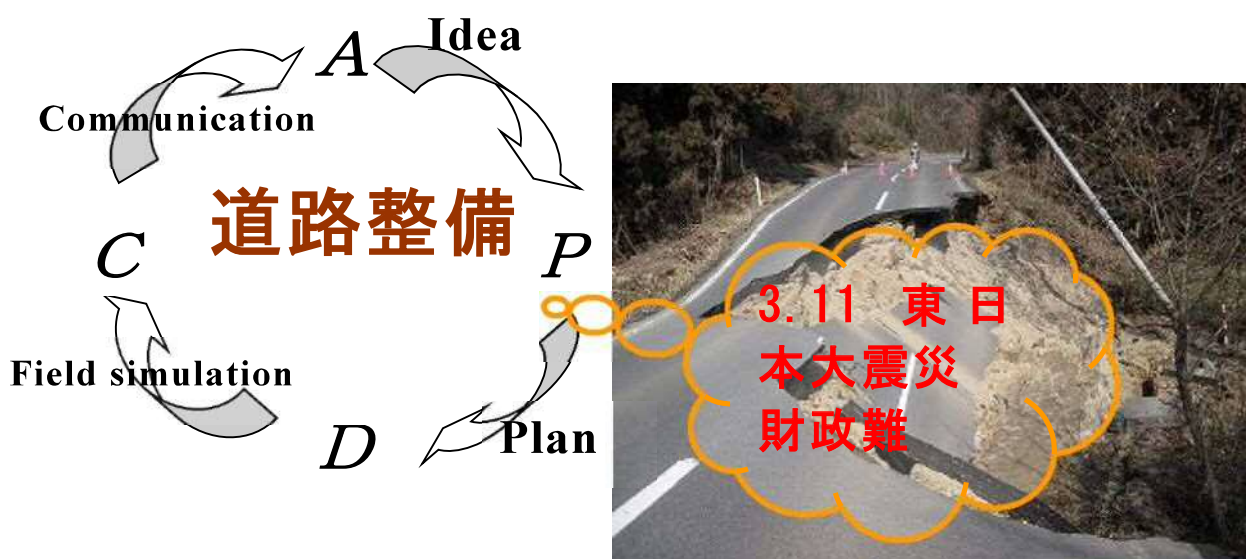 A
Idea
Communication
道路整備
C
P
3.11 東日
本大震災
財政難
Field simulation
D
Plan